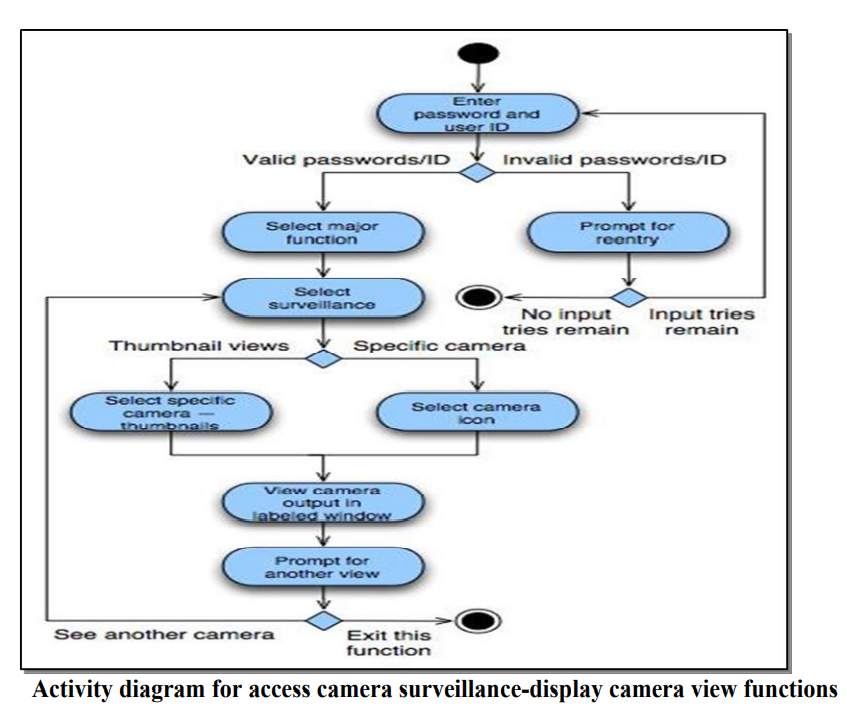 Enter
password and
user ID
Valid passwords/ID
Invalid passwords/ID
Select major
function
Prompt for
reentry
Select
surveillance
No input
tries remain
Input tries
remain
Thumbnail views
Specific camera
Select specific
camera —
thumbnails
Select camera
icon
View camera
output in
labeled window
Prompt for
another view
See another camera
Exit this
function
Activity diagram for access camera surveillance-display camera view functions